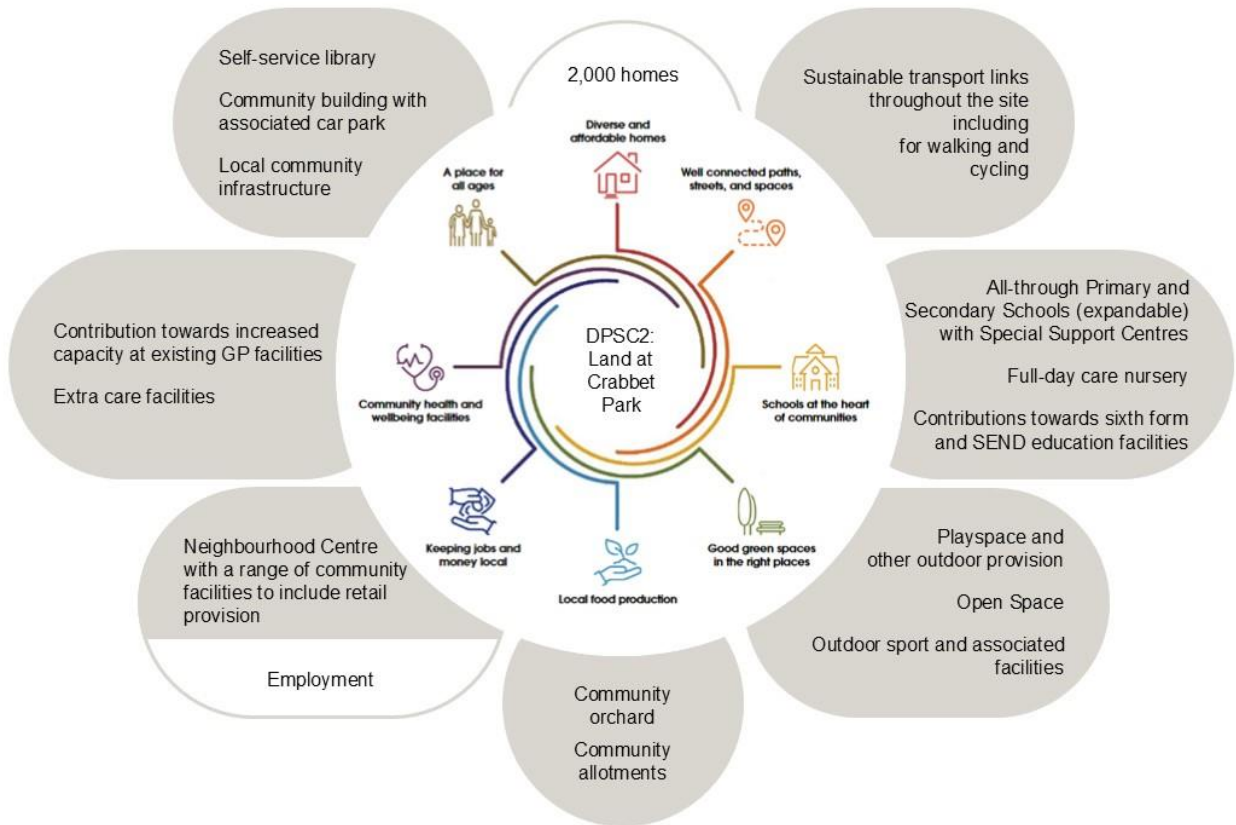 2,000 homes
Diverse and
affordable homes
Sustainable transport links
throughout the site
including
for walking and
cycling
Well connected paths,
streets, and spaces
All-through Primary and
Secondary Schools (expandable)
with Special Support Centres
Full-day care nursery
Contributions towards sixth form
and SEND education facilities
Schools at the heart
of communities
Playspace and
other outdoor provision
Open Space
Outdoor sport and associated
facilities
Good green spaces
in the right places
Local food production
Community
orchard
Community
allotments
Keeping jobs and
money local
Neighbourhood Centre
with a range of community
facilities to include retail
provision
Employment
Community health and
wellbeing facilities
Contribution towards increased
capacity at existing GP facilities
Extra care facilities
A place for
all ages
Self-service library
Community building with
associated car park
Local community
infrastructure
DPSC2:
Land at
Crabbet
Park